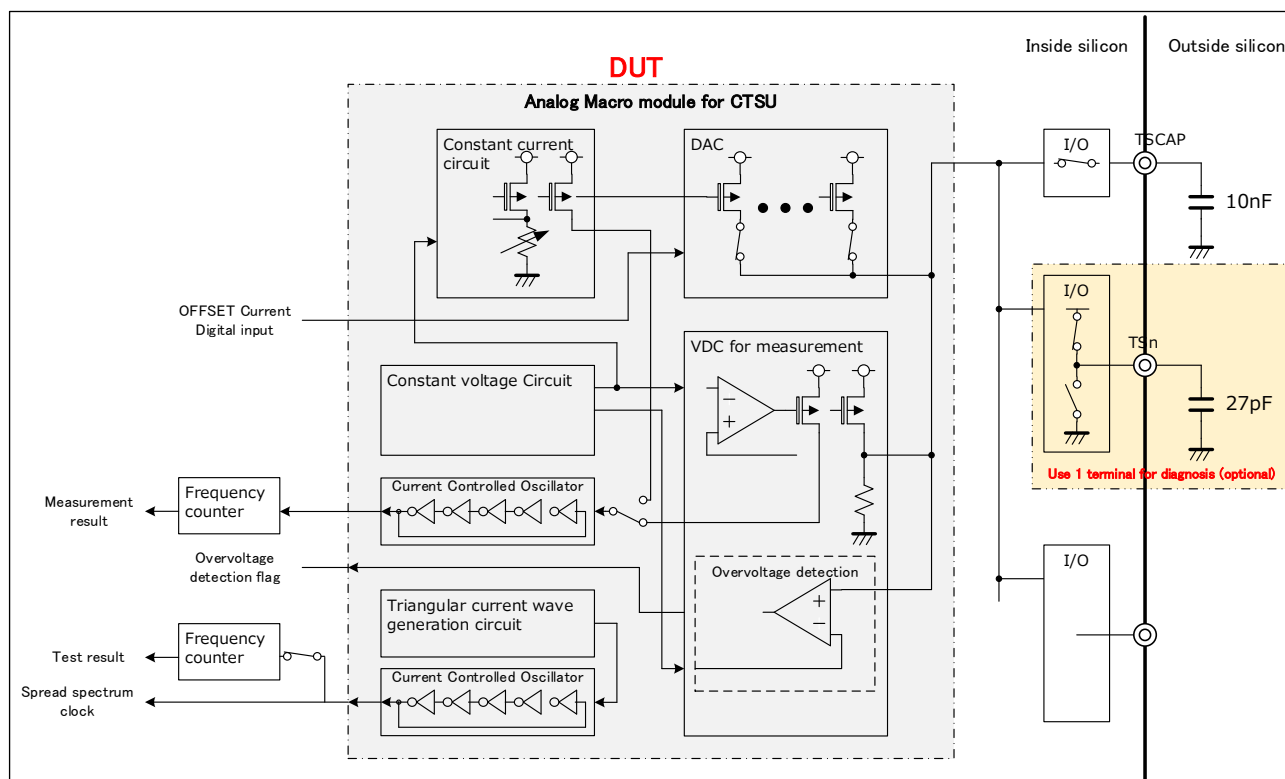 Inside silicon
Outside silicon
DUT
Analog Macro module for CTSU
Constant current
circuit
DAC
I/O
TSCAP
10nF
OFFSET Current
Digital input
I/O
TSn
27pF
Use 1 terminal for diagnosis (optional)
Constant voltage Circuit
VDC for measurement
−
+
Measurement
result
Frequency
counter
Current Controlled Oscillator
Overvoltage
detection flag
Overvoltage detection
+
−
I/O
Triangular current wave
generation circuit
Test result
Frequency
counter
Current Controlled Oscillator
Spread spectrum
clock